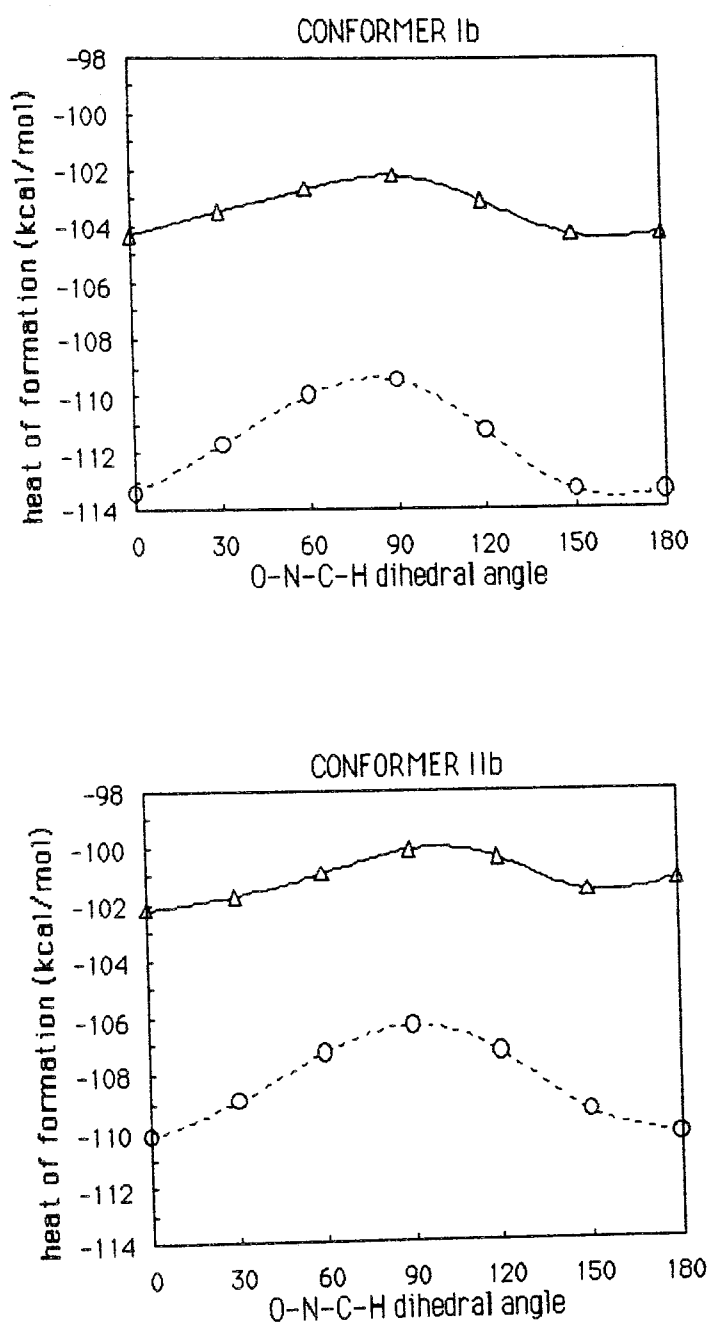 CONFORMER Ib
heat of formation (kcal/mol)
-98
-100
-102
-104
-106
-108
-110
-112
-114
0 30 60 90 120 150 180
O-N-C-H dihedral angle
CONFORMER IIb
heat of formation (kcal/mol)
-98
-100
-102
-104
-106
-108
-110
-112
-114
0 30 60 90 120 150 180
O-N-C-H dihedral angle